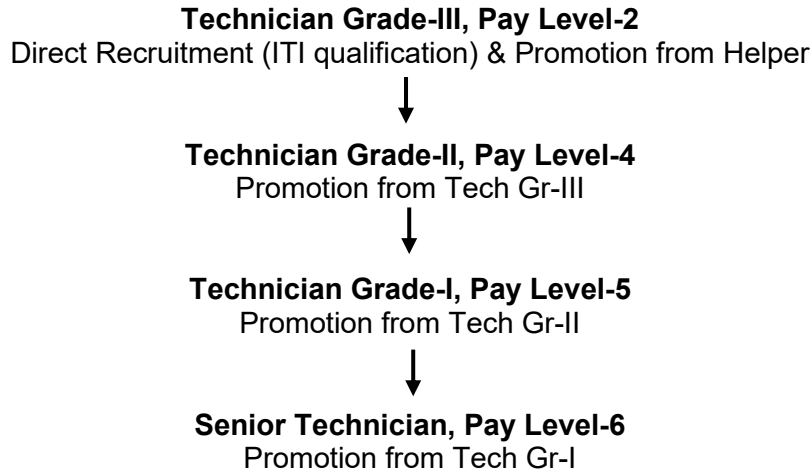 Technician Grade-III, Pay Level-2
Direct Recruitment (ITI qualification) & Promotion from Helper
Technician Grade-II, Pay Level-4
Promotion from Tech Gr-III
Technician Grade-I, Pay Level-5
Promotion from Tech Gr-II
Senior Technician, Pay Level-6
Promotion from Tech Gr-I